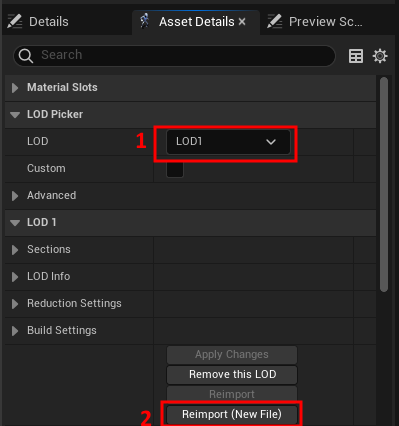 Details
Asset Details ×
Preview Sc...
Search
Material Slots
LOD Picker
LOD
1
LOD1
Custom
Advanced
LOD 1
Sections
LOD Info
Reduction Settings
Build Settings
Apply Changes
Remove this LOD
Reimport
2
Reimport (New File)